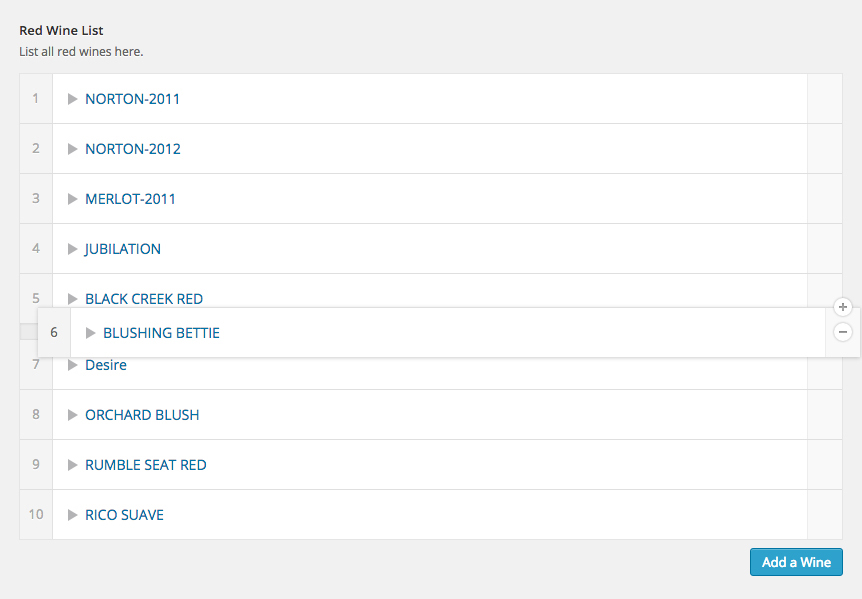 Red Wine List
List all red wines here.
1 NORTON-2011
2 NORTON-2012
3 MERLOT-2011
4 JUBILATION
5 BLACK CREEK RED
6 BLUSHING BETTIE
7 Desire
8 ORCHARD BLUSH
9 RUMBLE SEAT RED
10 RICO SUAVE
Add a Wine